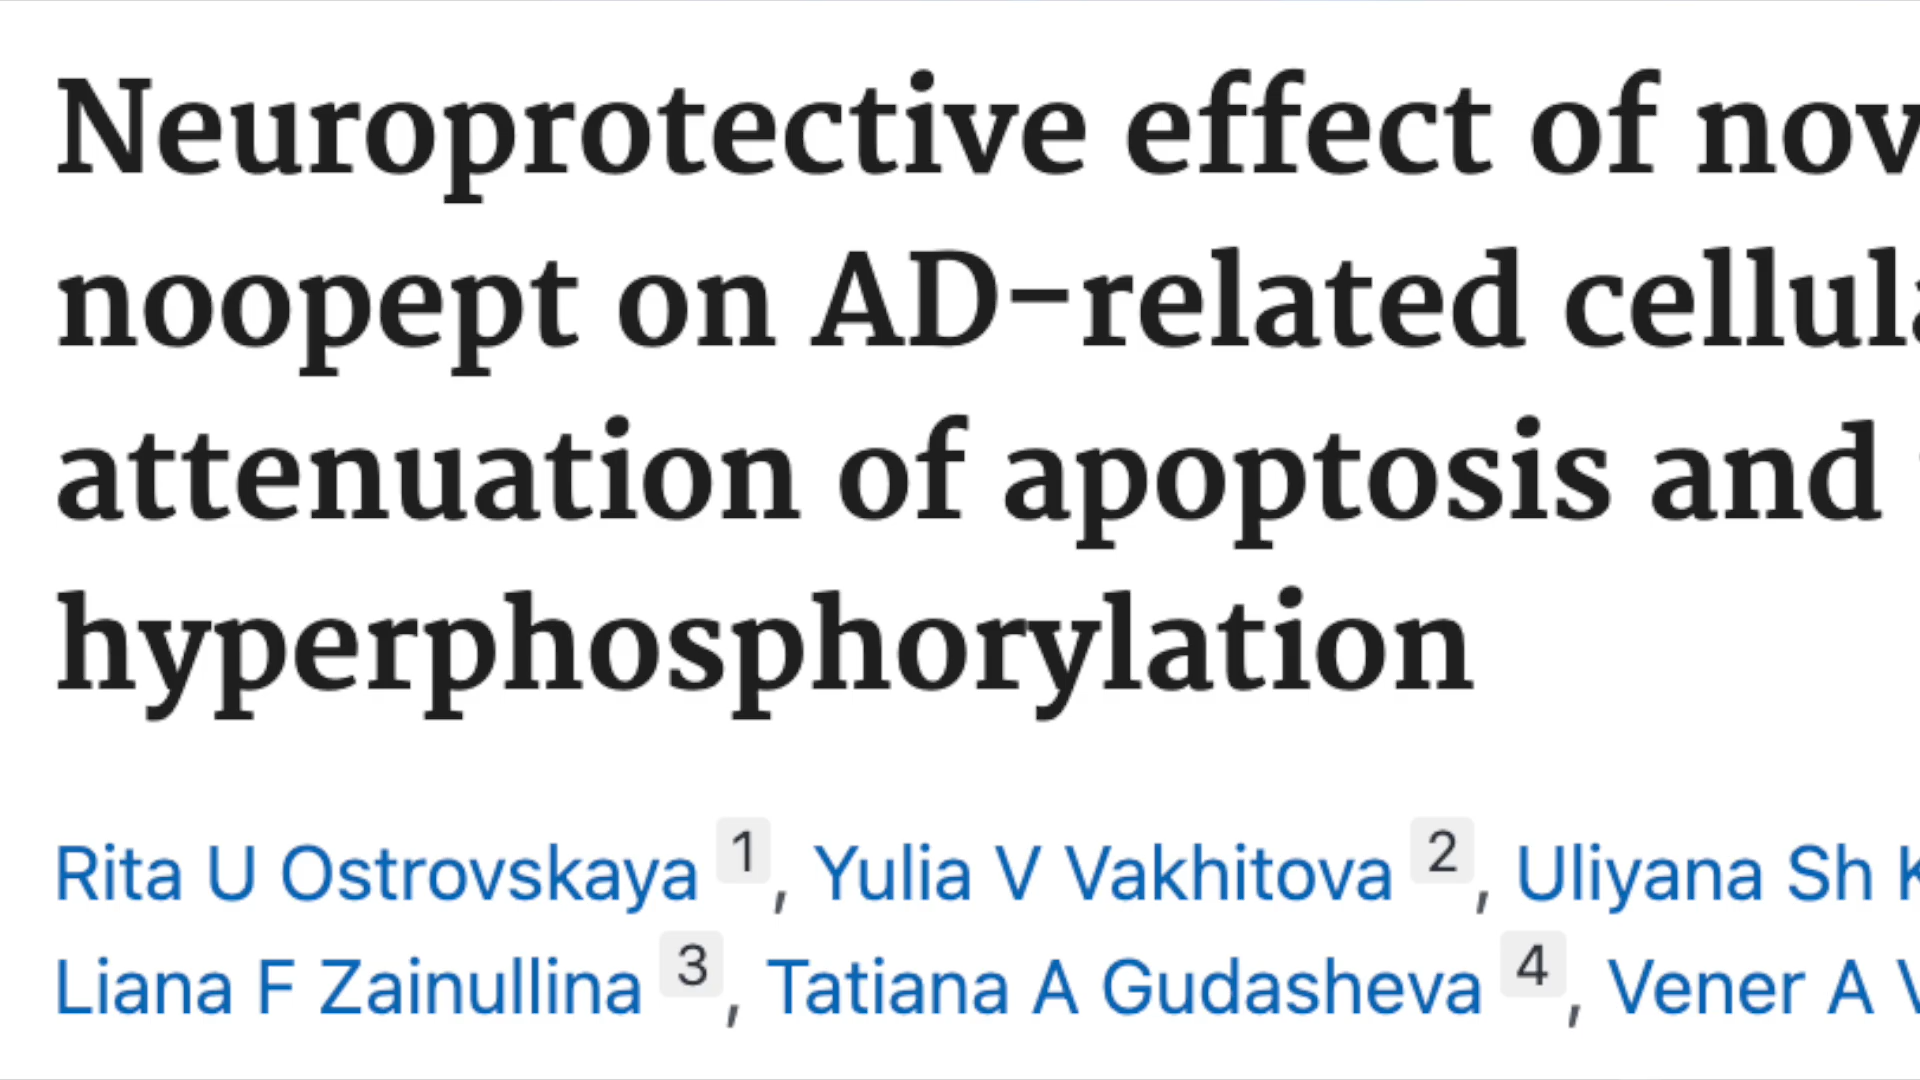 Neuroprotective effect of nov
noopept on AD-related cellula
attenuation of apoptosis and
hyperphosphorylation
Rita U Ostrovskaya 1, Yulia V Vakhitova 2, Uliyana Sh K
Liana F Zainullina 3, Tatiana A Gudasheva 4, Vener A V